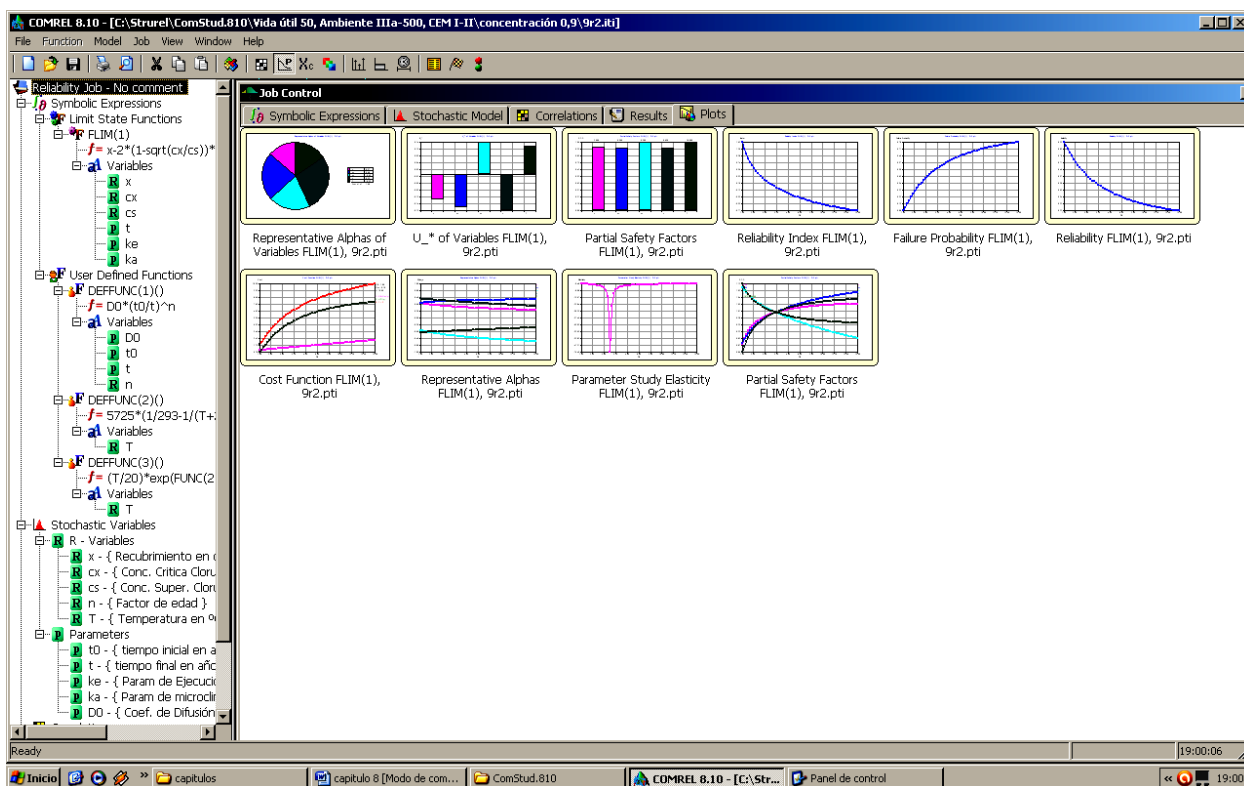 COMREL 8.10 - [C:\Strurel\ComStud.810\Vida útil 50, Ambiente IIIa-500, CEM I-II\concentración 0,9\9r2.iti]
File Function Model Job View Window Help
Reliability Job - No comment
Symbolic Expressions
Limit State Functions
FLIM(1)
f= x-2*(1-sqrt(cx/cs))*
Variables
R x
R cx
R cs
P t
P ke
P ka
User Defined Functions
DEFFUNC(1)()
f= D0*(t0/t)^n
Variables
P D0
P t0
P t
R n
DEFFUNC(2)()
f= 5725*(1/293-1/(T+
Variables
R T
DEFFUNC(3)()
f= (T/20)*exp(FUNC(2
Variables
R T
Stochastic Variables
R R - Variables
R x - { Recubrimiento en
R cx - { Conc. Critica Cloru
R cs - { Conc. Super. Clor
R n - { Factor de edad }
R T - { Temperatura en º
P Parameters
P t0 - { tiempo inicial en a
P t - { tiempo final en año
P ke - { Param de Ejecuci
P ka - { Param de microcli
P D0 - { Coef. de Difusión
Job Control
Symbolic Expressions Stochastic Model Correlations Results Plots
Representative Alphas of Variables FLIM(1), 9r2.pti
U_* of Variables FLIM(1), 9r2.pti
Partial Safety Factors FLIM(1), 9r2.pti
Reliability Index FLIM(1), 9r2.pti
Failure Probability FLIM(1), 9r2.pti
Reliability FLIM(1), 9r2.pti
Cost Function FLIM(1), 9r2.pti
Representative Alphas FLIM(1), 9r2.pti
Parameter Study Elasticity FLIM(1), 9r2.pti
Partial Safety Factors FLIM(1), 9r2.pti
Ready
19:00:06
Inicio » capitulos capitulo 8 [Modo de com... ComStud.810 COMREL 8.10 - [C:\Str... Panel de control « 19:00